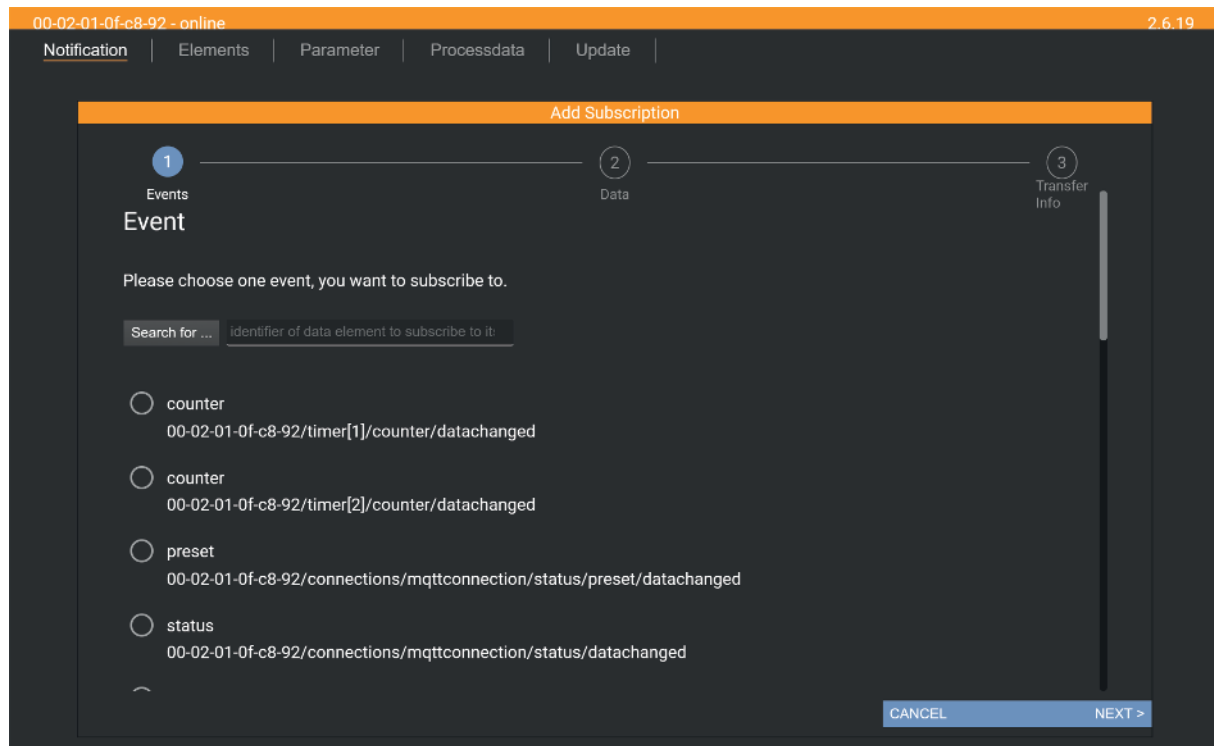 00-02-01-0f-c8-92 - online 2.6.19
Notification Elements Parameter Processdata Update
Add Subscription
1 2 3
Events Data Transfer
Info
Event
Please choose one event, you want to subscribe to.
Search for ... identifier of data element to subscribe to it
counter
00-02-01-0f-c8-92/timer[1]/counter/datachanged
counter
00-02-01-0f-c8-92/timer[2]/counter/datachanged
preset
00-02-01-0f-c8-92/connections/mqttconnection/status/preset/datachanged
status
00-02-01-0f-c8-92/connections/mqttconnection/status/datachanged
CANCEL NEXT >